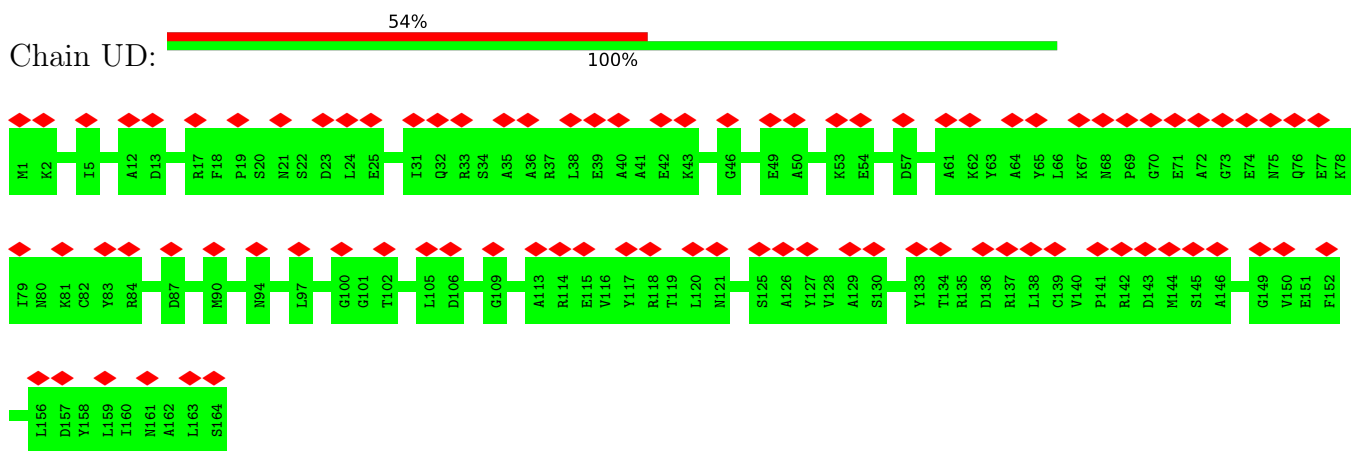 54%
Chain UD:
100%
M1 K2 I5 A12 D13 R17 F18 P19 S20 N21 S22 D23 L24 E25 I31 Q32 R33 S34 A35 A36 R37 L38 E39 A40 A41 E42 K43 G46 E49 A50 K53 E54 D57 A61 K62 Y63 A64 Y65 L66 K67 N68 P69 G70 E71 A72 G73 E74 N75 Q76 E77 K78
I79 N80 K81 C82 Y83 R84 D87 M90 N94 L97 G100 G101 T102 L105 D106 G109 A113 R114 E115 V116 Y117 R118 T119 L120 N121 S125 A126 Y127 V128 A129 S130 Y133 T134 R135 D136 R137 L138 C139 V140 P141 R142 D143 M144 S145 A146 G149 V150 E151 F152
L156 D157 Y158 L159 I160 N161 A162 L163 S164